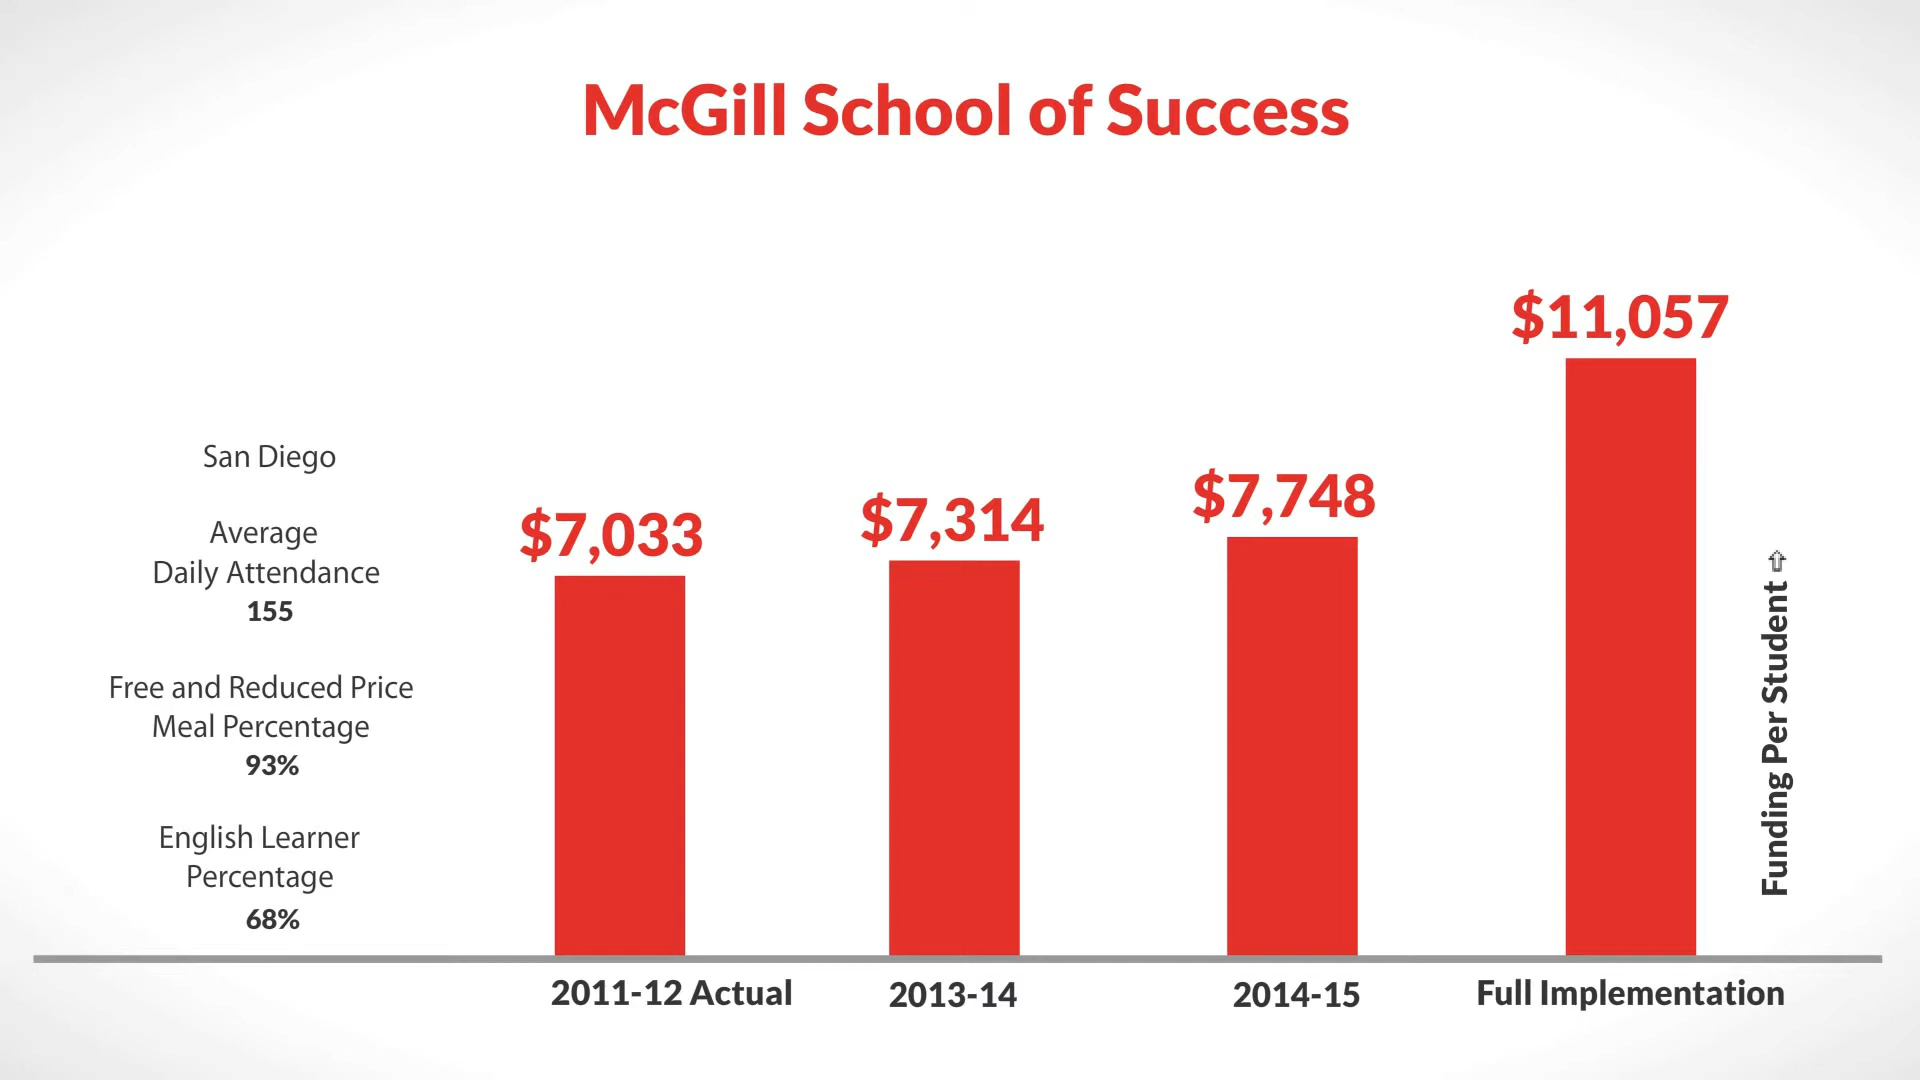 McGill School of Success
San Diego
Average
Daily Attendance
155
Free and Reduced Price
Meal Percentage
93%
English Learner
Percentage
68%
$7,033
$7,314
$7,748
$11,057
Funding Per Student ⇧
2011-12 Actual
2013-14
2014-15
Full Implementation